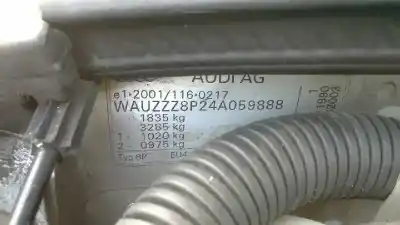 AUDI AG
e1*2001/116*0217
WAUZZZ8P24A059888
1835 kg
3285 kg
1 1020 kg
2 0975 kg
Typ 8P EU4